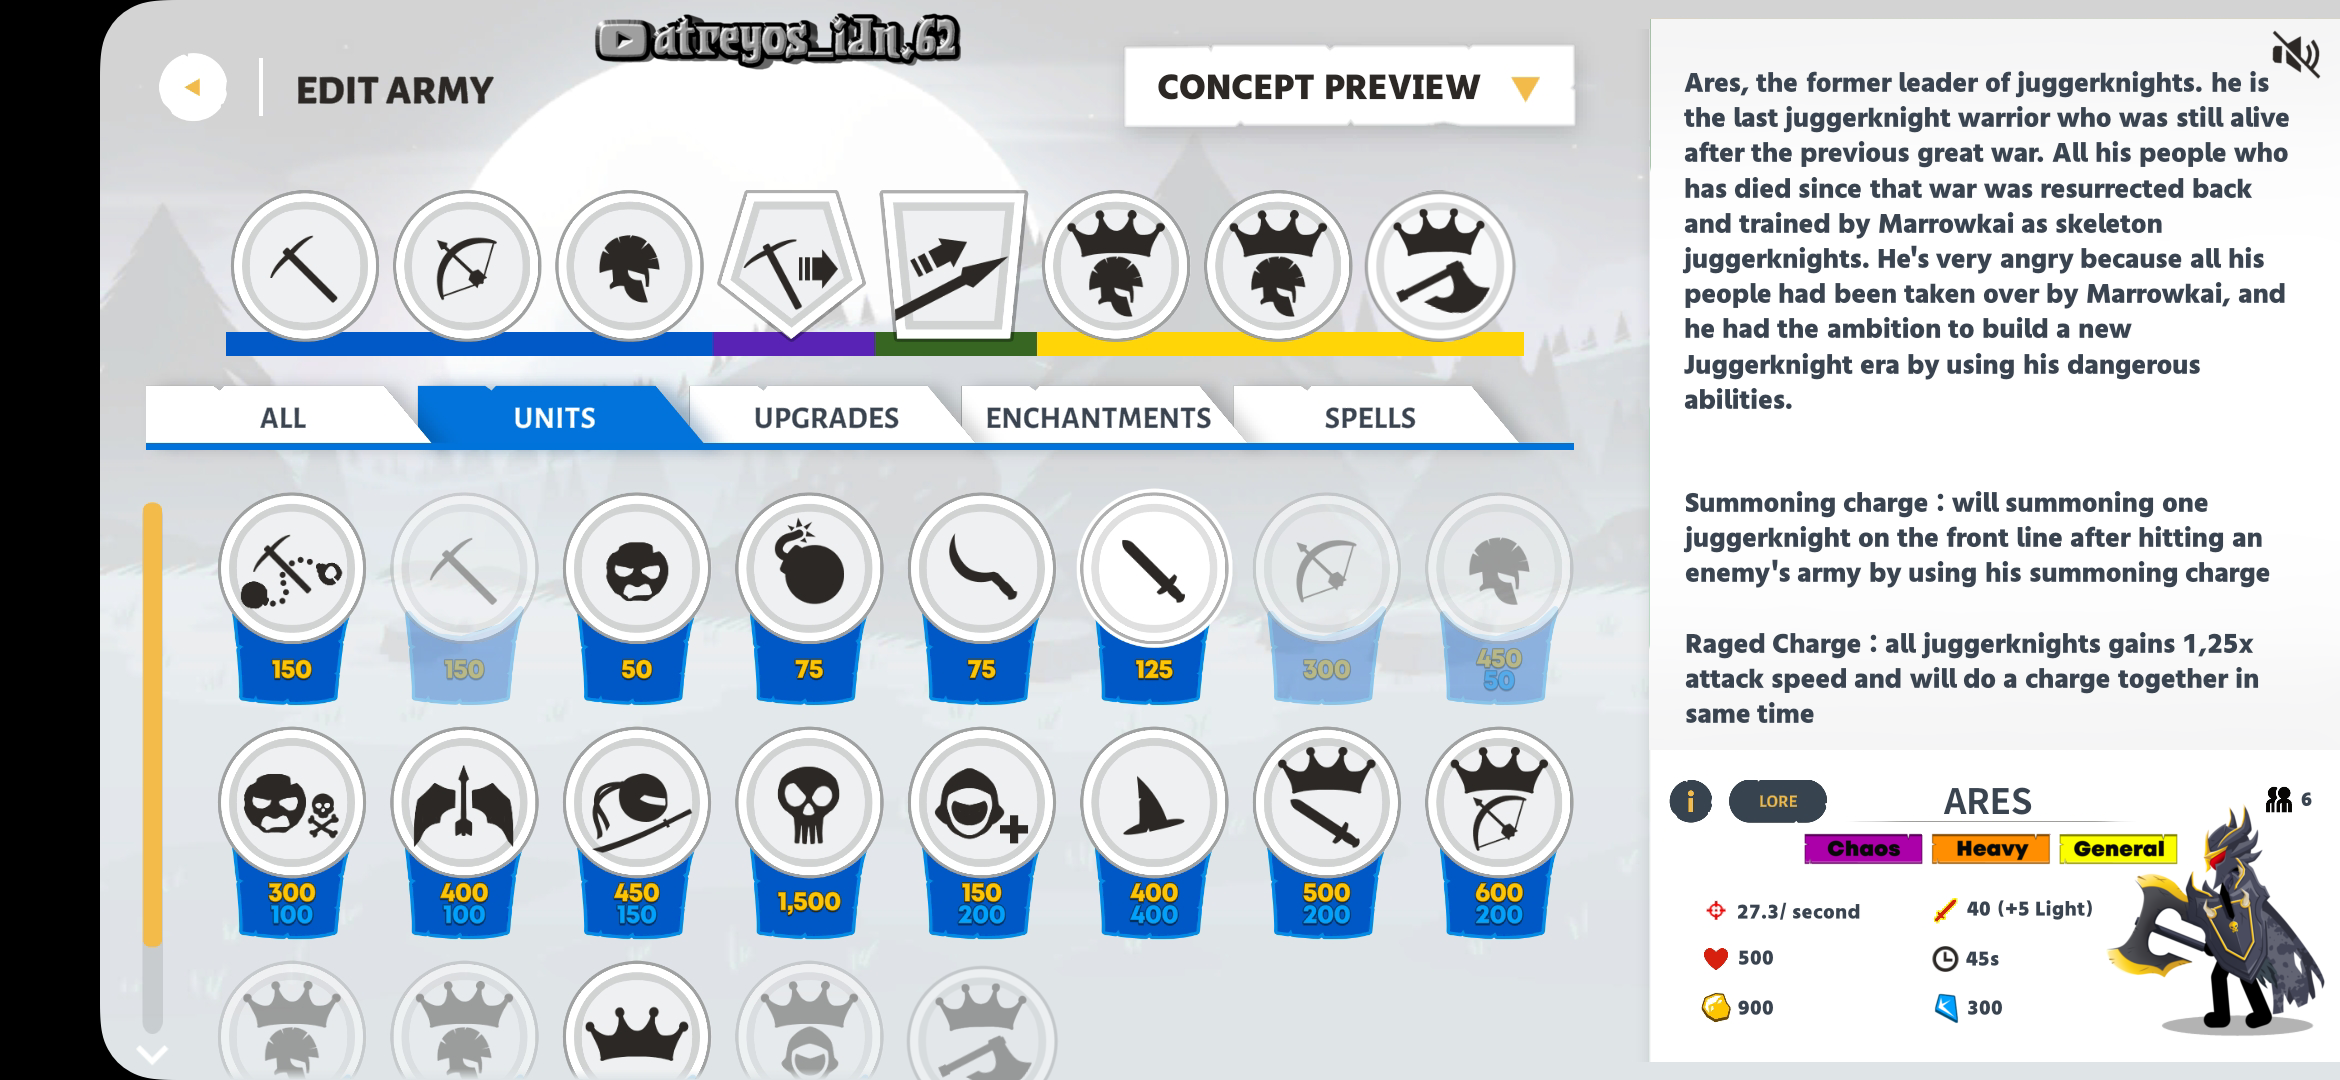 atreyos_idn.62
EDIT ARMY
CONCEPT PREVIEW
ALL
UNITS
UPGRADES
ENCHANTMENTS
SPELLS
150
150
50
75
75
125
300
450
50
300
100
400
100
450
150
1,500
150
200
400
400
500
200
600
200
Ares, the former leader of juggerknights. he is
the last juggerknight warrior who was still alive
after the previous great war. All his people who
has died since that war was resurrected back
and trained by Marrowkai as skeleton
juggerknights. He's very angry because all his
people had been taken over by Marrowkai, and
he had the ambition to build a new
Juggerknight era by using his dangerous
abilities.
Summoning charge : will summoning one
juggerknight on the front line after hitting an
enemy's army by using his summoning charge
Raged Charge : all juggerknights gains 1,25x
attack speed and will do a charge together in
same time
i
LORE
ARES
6
Chaos
Heavy
General
27.3/ second
40 (+5 Light)
500
45s
900
300